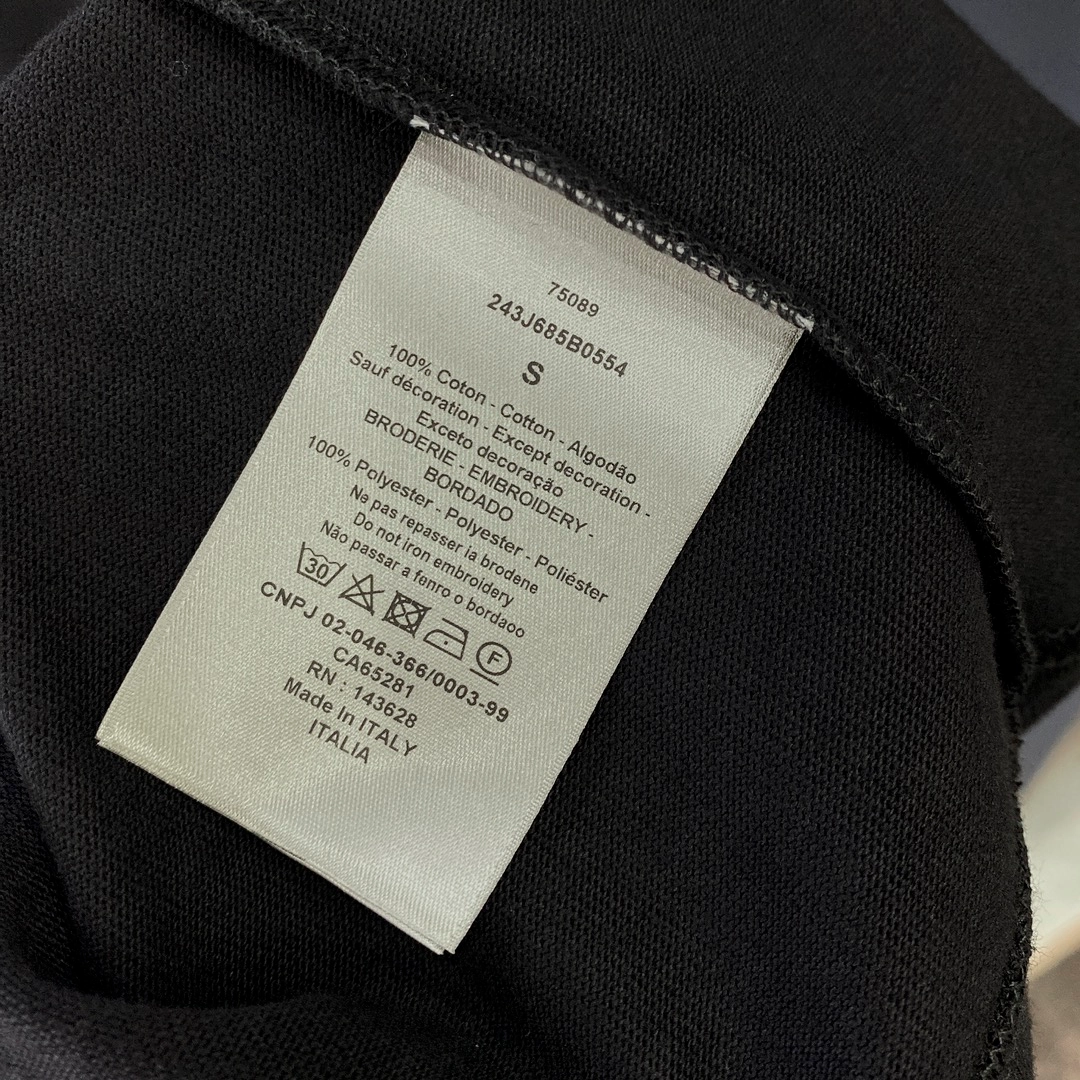 75089
243J685B0554
S
100% Coton - Cotton - Algodão
Sauf décoration - Except decoration -
Exceto decoração
BRODERIE - EMBROIDERY -
BORDADO
100% Polyester - Polyester - Poliéster
Ne pas repasser ia brodene
Do not iron embroidery
Não passar a fenro o bordaoo
30
F
CNPJ 02-046-366/0003-99
CA65281
RN : 143628
Made In ITALY
ITALIA